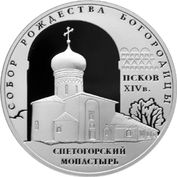 СОБОР РОЖДЕСТВА БОГОРОДИЦЫ
ПСКОВ
XIV в.
СНЕТОГОРСКИЙ
МОНАСТЫРЬ